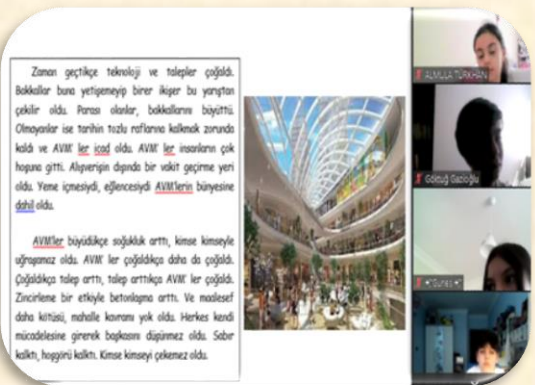 Zaman geçtikçe teknoloji ve talepler çoğaldı.
Bakkallar buna yetişemeyip birer ikişer bu yarıştan
çekilir oldu. Parası olanlar, bakkallarını büyüttü.
Olmayanlar ise tarihin tozlu raflarına kalkmak zorunda
kaldı ve AVM' ler icad oldu. AVM' ler insanların çok
hoşuna gitti. Alışverişin dışında bir vakit geçirme yeri
oldu. Yeme içmesiydi, eğlencesiydi AVM'lerin bünyesine
dahil oldu.
AVM'ler büyüdükçe soğukluk arttı, kimse kimseyle
uğraşamaz oldu. AVM' ler çoğaldıkça daha da çoğaldı.
Çoğaldıkça talep arttı, talep arttıkça AVM' ler çoğaldı.
Zincirleme bir etkiyle betonlaşma arttı. Ve maalesef
daha kötüsü, mahalle kavramı yok oldu. Herkes kendi
mücadelesine girerek başkasını düşünmez oldu. Sabır
kalktı, hoşgörü kalktı. Kimse kimseyi çekemez oldu.
ALMULA TÜRKHAN
Göktuğ Gazioğlu